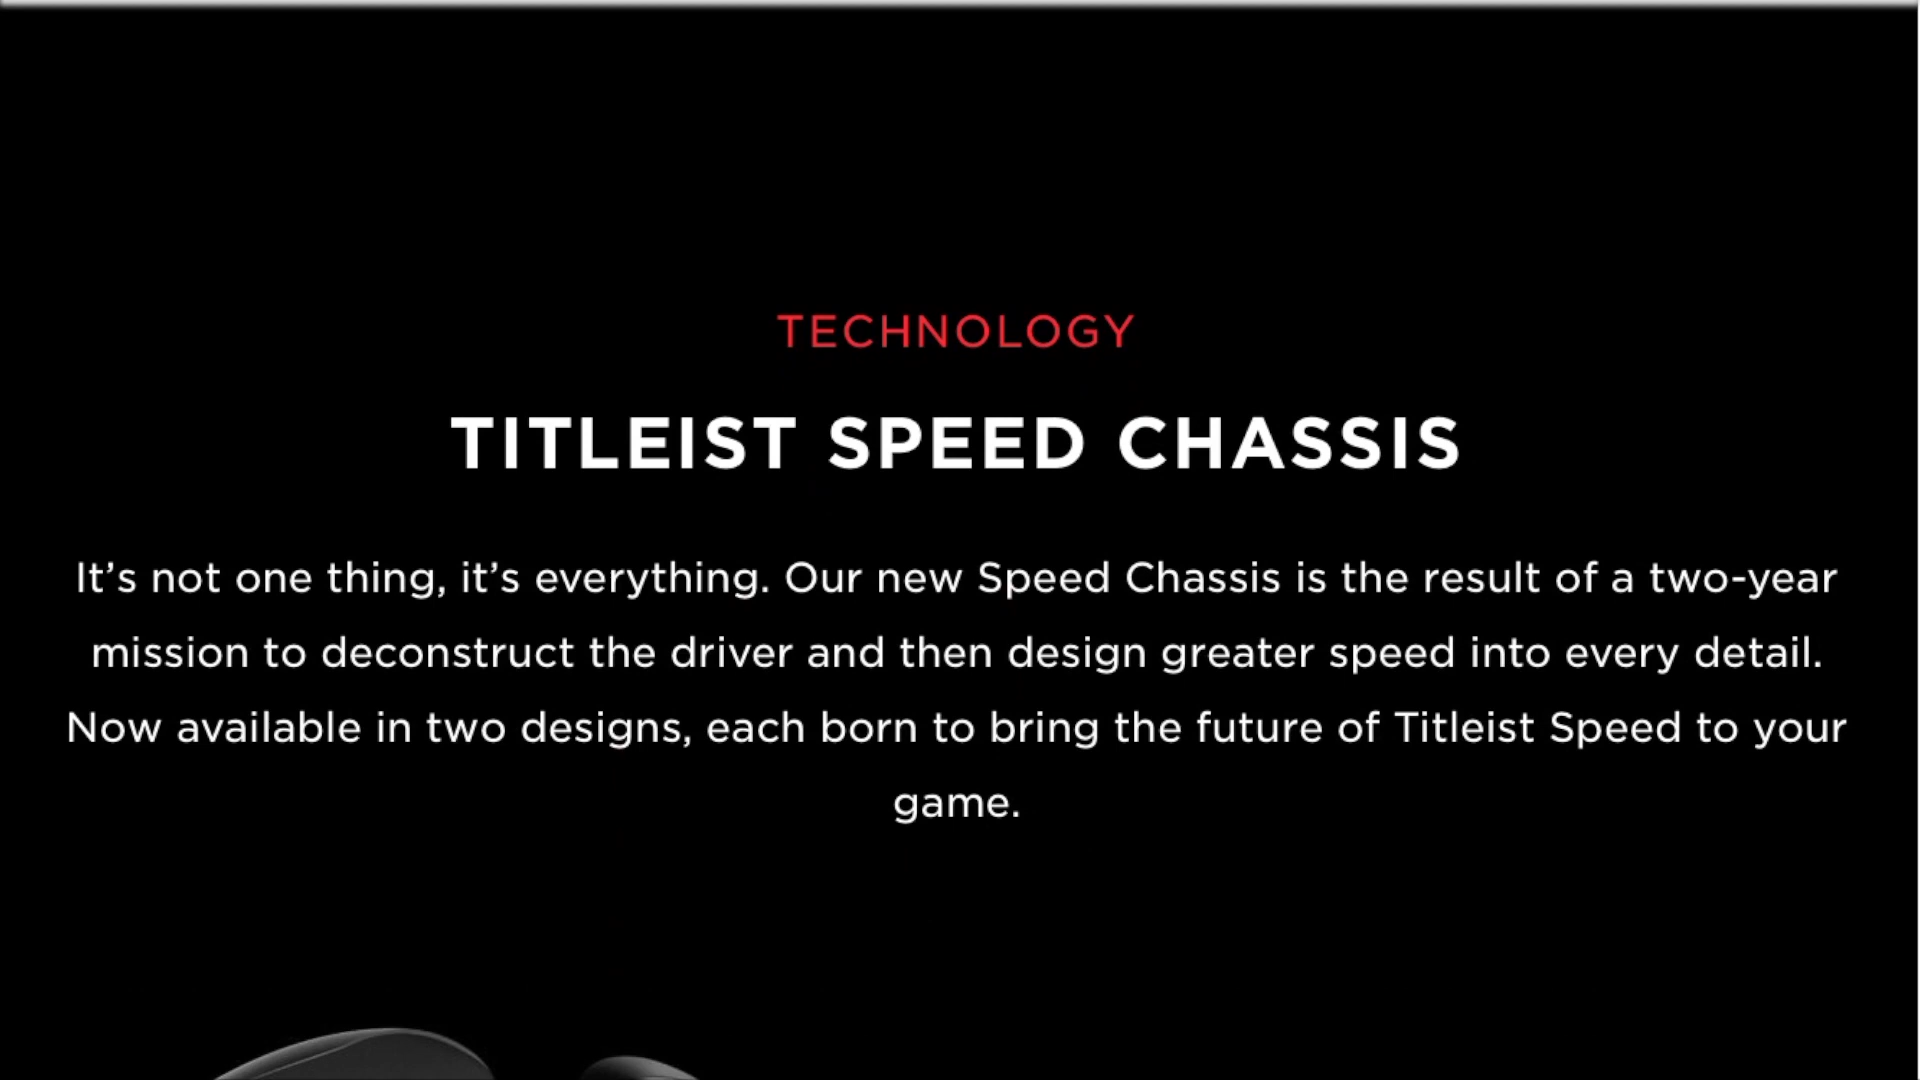 TECHNOLOGY
TITLEIST SPEED CHASSIS
It’s not one thing, it’s everything. Our new Speed Chassis is the result of a two-year
mission to deconstruct the driver and then design greater speed into every detail.
Now available in two designs, each born to bring the future of Titleist Speed to your
game.